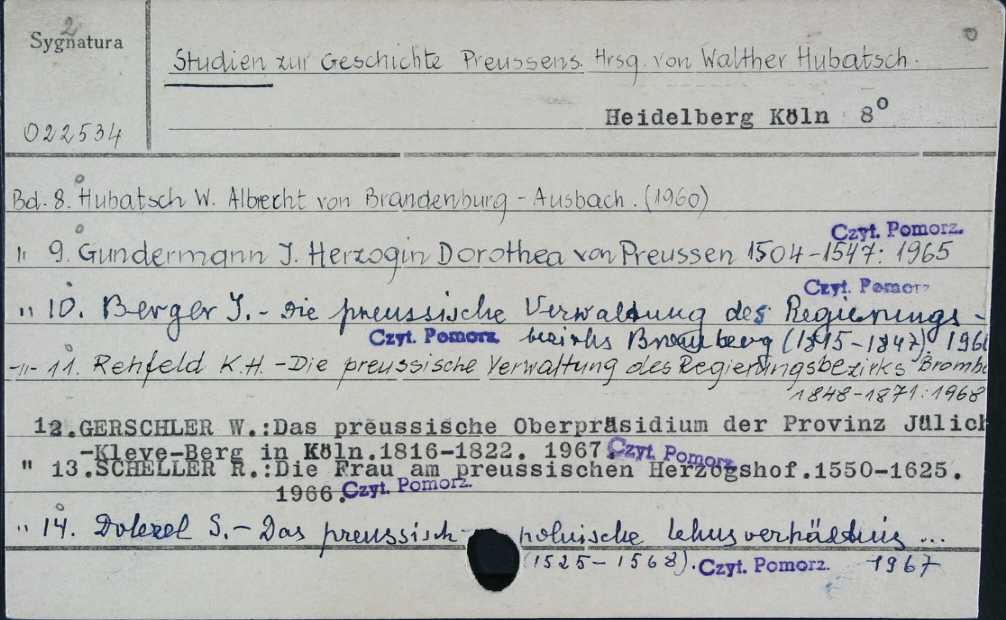 2
Sygnatura
Studien zur Geschichte Preussens. Hrsg. von Walther Hubatsch.
022534
Heidelberg Köln 8°
Bd. 8. Hubatsch W. Albrecht von Brandenburg - Ausbach. (1960)
Czyt. Pomorz.
" 9. Gundermann I. Herzogin Dorothea von Preussen 1504-1547: 1965
Czyt. Pomorz
" 10. Berger I. - Die preussische Verwaltung des Regierungs-
Czyt. Pomorz. bezirks Bromberg (1815-1847) 196
-"- 11. Rehfeld K.H. - Die preussische Verwaltung des Regierungsbezirks Bromb
1848-1871: 1968
12. GERSCHLER W.:Das preussische Oberpräsidium der Provinz Jülich
-Kleve-Berg in Köln.1816-1822. 1967 Czyt. Pomorz.
" 13. SCHELLER R.:Die Frau am preussischen Herzogshof.1550-1625.
1966. Czyt. Pomorz.
" 14. Dolezel S. - Das preussisch - polnische Lehnsverhältnis ...
(1525-1568). Czyt. Pomorz. 1967